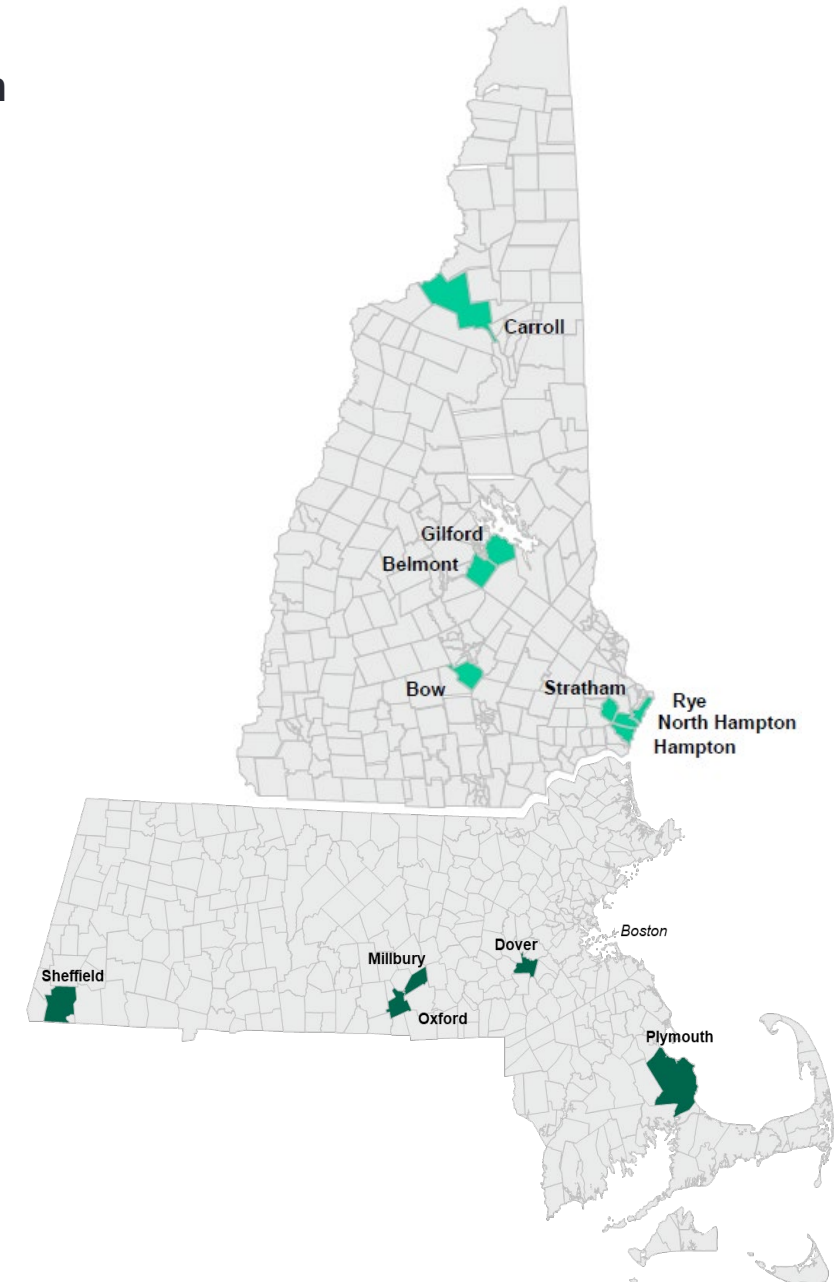 Carroll
Gilford
Belmont
Bow
Stratham
Rye
North Hampton
Hampton
Boston
Dover
Millbury
Sheffield
Oxford
Plymouth